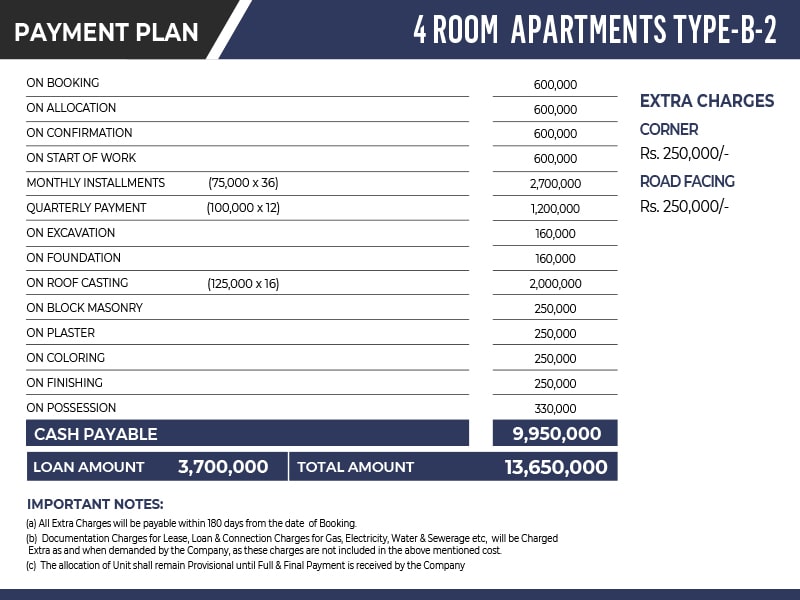 PAYMENT PLAN
4 ROOM APARTMENTS TYPE-B-2
ON BOOKING 600,000
ON ALLOCATION 600,000
ON CONFIRMATION 600,000
ON START OF WORK 600,000
MONTHLY INSTALLMENTS (75,000 x 36) 2,700,000
QUARTERLY PAYMENT (100,000 x 12) 1,200,000
ON EXCAVATION 160,000
ON FOUNDATION 160,000
ON ROOF CASTING (125,000 x 16) 2,000,000
ON BLOCK MASONRY 250,000
ON PLASTER 250,000
ON COLORING 250,000
ON FINISHING 250,000
ON POSSESSION 330,000
CASH PAYABLE 9,950,000
LOAN AMOUNT 3,700,000 TOTAL AMOUNT 13,650,000
EXTRA CHARGES
CORNER
Rs. 250,000/-
ROAD FACING
Rs. 250,000/-
IMPORTANT NOTES:
(a) All Extra Charges will be payable within 180 days from the date of Booking.
(b) Documentation Charges for Lease, Loan & Connection Charges for Gas, Electricity, Water & Sewerage etc, will be Charged
Extra as and when demanded by the Company, as these charges are not included in the above mentioned cost.
(c) The allocation of Unit shall remain Provisional until Full & Final Payment is received by the Company